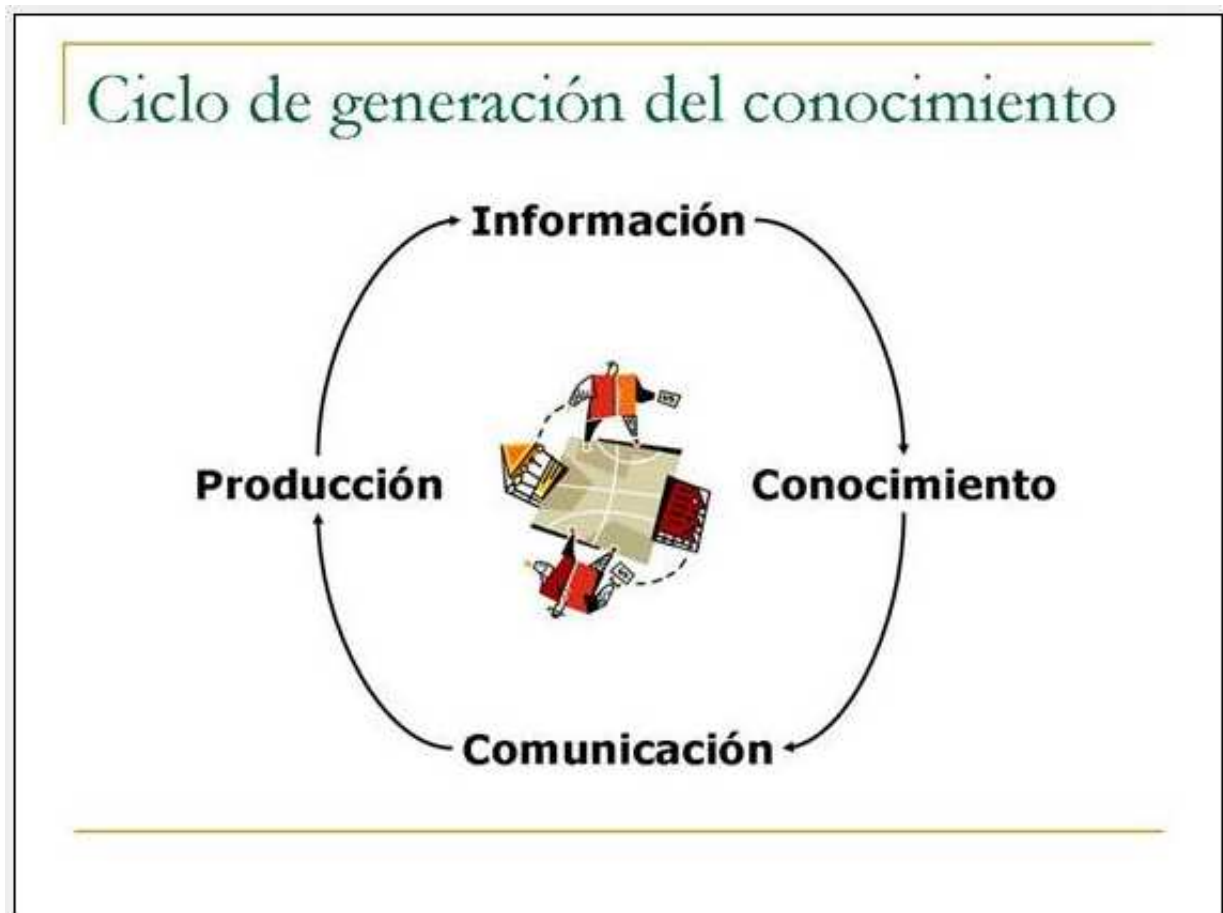 Ciclo de generación del conocimiento
Información
Producción
Conocimiento
Comunicación